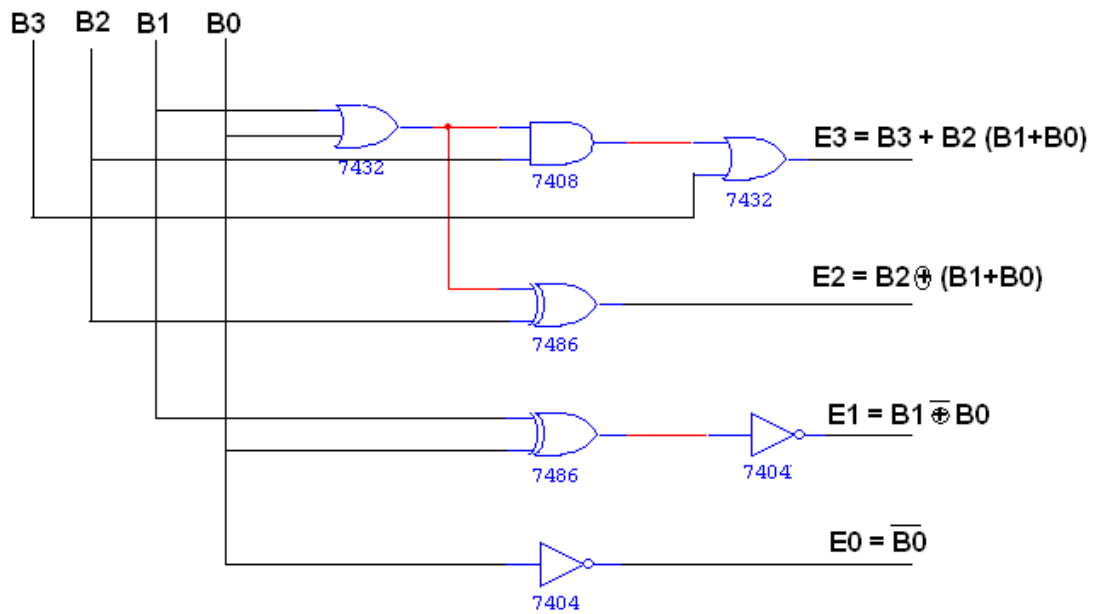 B3 B2 B1 B0
E3 = B3 + B2 (B1+B0)
7432
7408
7432
E2 = B2 ⊕ (B1+B0)
7486
E1 = B1 ⊕̅ B0
7486
7404
E0 = B̅0̅
7404